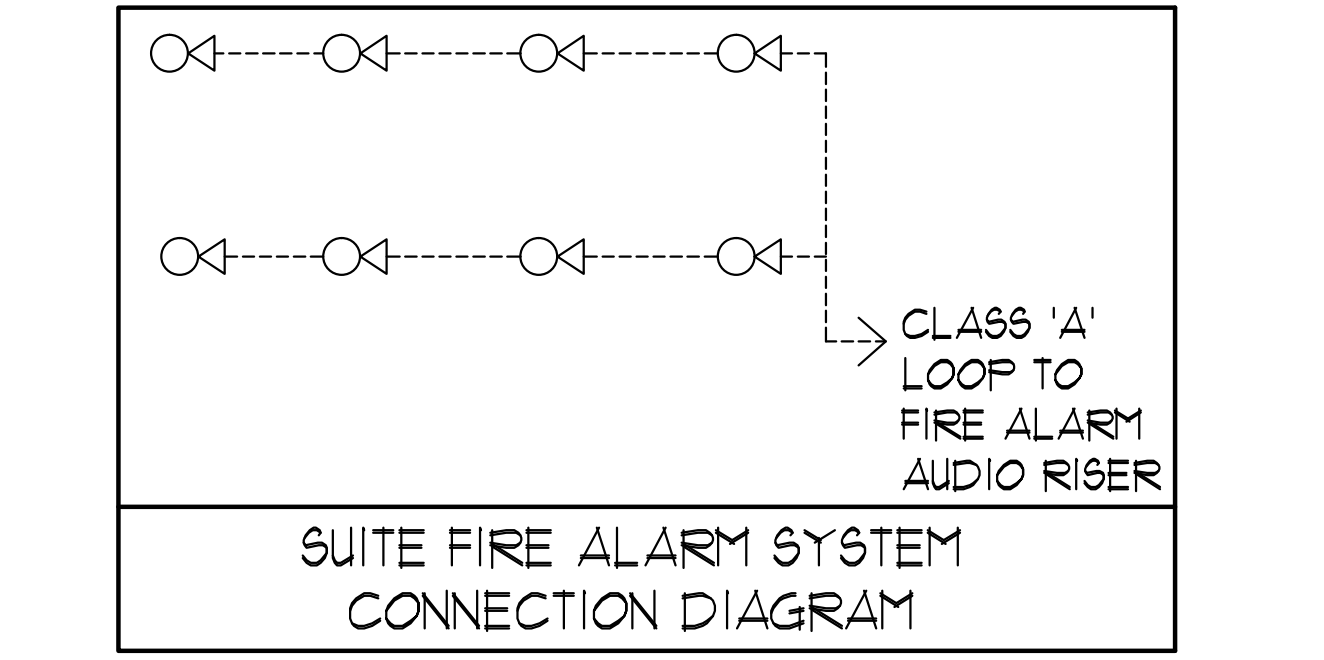 CLASS 'A'
LOOP TO
FIRE ALARM
AUDIO RISER
SUITE FIRE ALARM SYSTEM
CONNECTION DIAGRAM